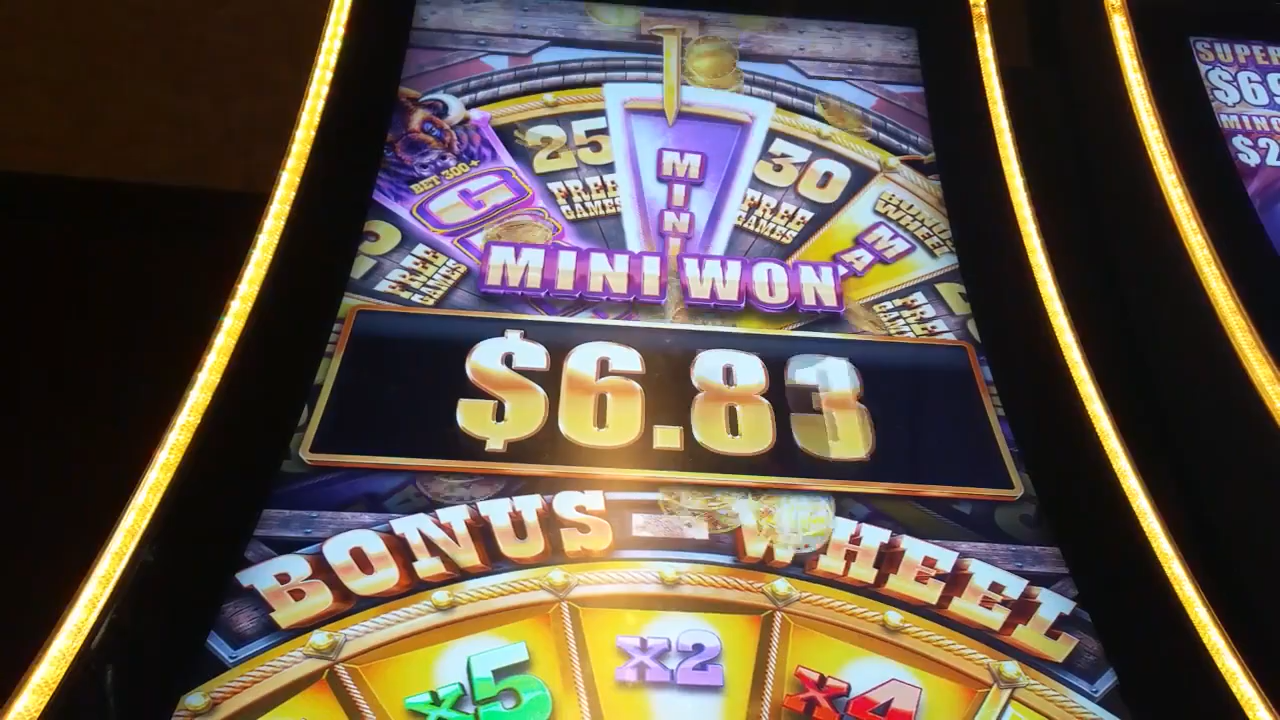 BET 300+
G
25
FREE
GAMES
MINI
30
FREE
GAMES
BONUS
WHEEL
MA
FREE
GAMES
MINI WON
$6.83
BONUS WHEEL
x5
x2
x4
SUPER
$69
MINO
$2